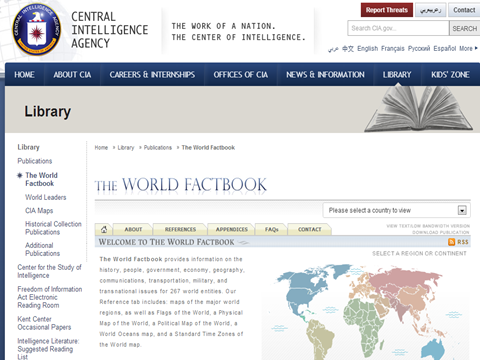 CENTRAL
INTELLIGENCE
AGENCY
THE WORK OF A NATION.
THE CENTER OF INTELLIGENCE.
Report Threats
Contact
Search CIA.gov...
SEARCH
عربي 中文 English Français Русский Español More
HOME ABOUT CIA CAREERS & INTERNSHIPS OFFICES OF CIA NEWS & INFORMATION LIBRARY KIDS' ZONE
Library
Library
Publications
The World
Factbook
World Leaders
CIA Maps
Historical Collection
Publications
Additional
Publications
Center for the Study of
Intelligence
Freedom of Information
Act Electronic
Reading Room
Kent Center
Occasional Papers
Intelligence Literature:
Suggested Reading
List
Home Library Publications The World Factbook
THE WORLD FACTBOOK
Please select a country to view
VIEW TEXT/LOW BANDWIDTH VERSION
DOWNLOAD PUBLICATION
ABOUT REFERENCES APPENDICES FAQs CONTACT
WELCOME TO THE WORLD FACTBOOK
RSS
The World Factbook provides information on the
history, people, government, economy, geography,
communications, transportation, military, and
transnational issues for 267 world entities. Our
Reference tab includes: maps of the major world
regions, as well as Flags of the World, a Physical
Map of the World, a Political Map of the World, a
World Oceans map, and a Standard Time Zones of
the World map.
SELECT A REGION OR CONTINENT